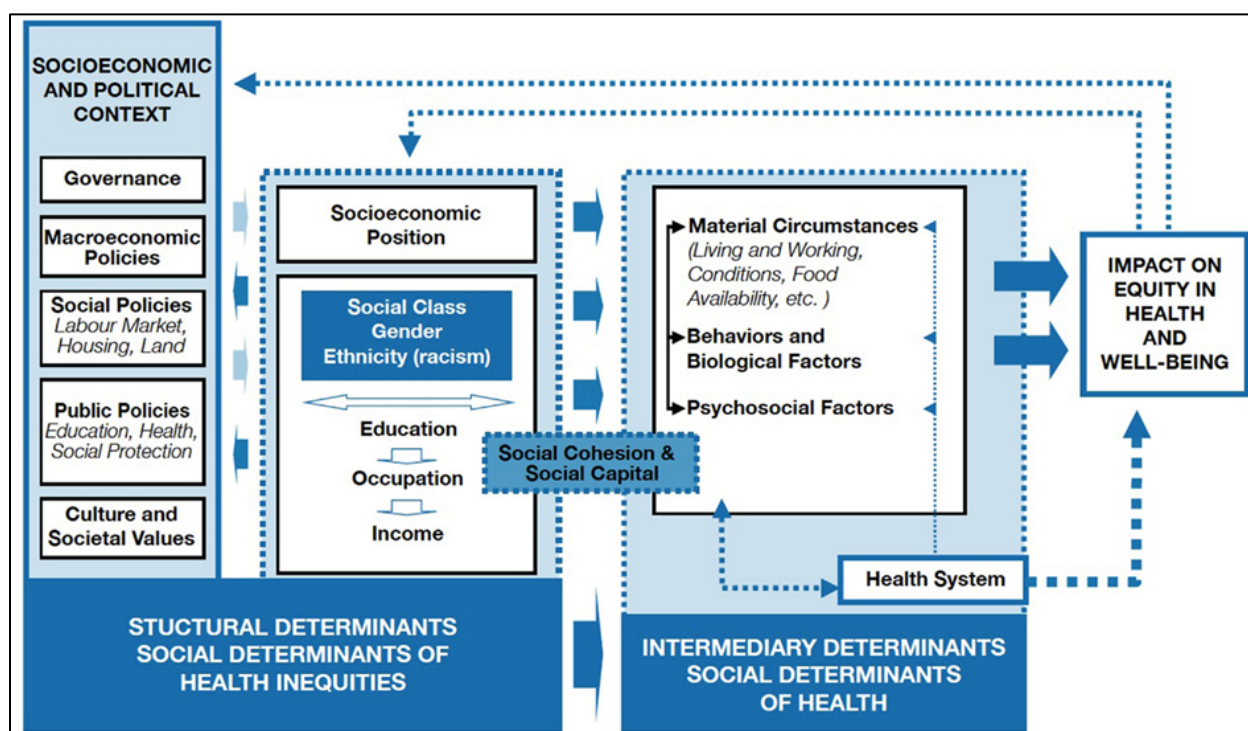 SOCIOECONOMIC
AND POLITICAL
CONTEXT
Governance
Macroeconomic
Policies
Social Policies
Labour Market,
Housing, Land
Public Policies
Education, Health,
Social Protection
Culture and
Societal Values
Socioeconomic
Position
Social Class
Gender
Ethnicity (racism)
Education
Occupation
Income
Social Cohesion &
Social Capital
Material Circumstances
(Living and Working,
Conditions, Food
Availability, etc. )
Behaviors and
Biological Factors
Psychosocial Factors
Health System
IMPACT ON
EQUITY IN
HEALTH
AND
WELL-BEING
STUCTURAL DETERMINANTS
SOCIAL DETERMINANTS OF
HEALTH INEQUITIES
INTERMEDIARY DETERMINANTS
SOCIAL DETERMINANTS
OF HEALTH